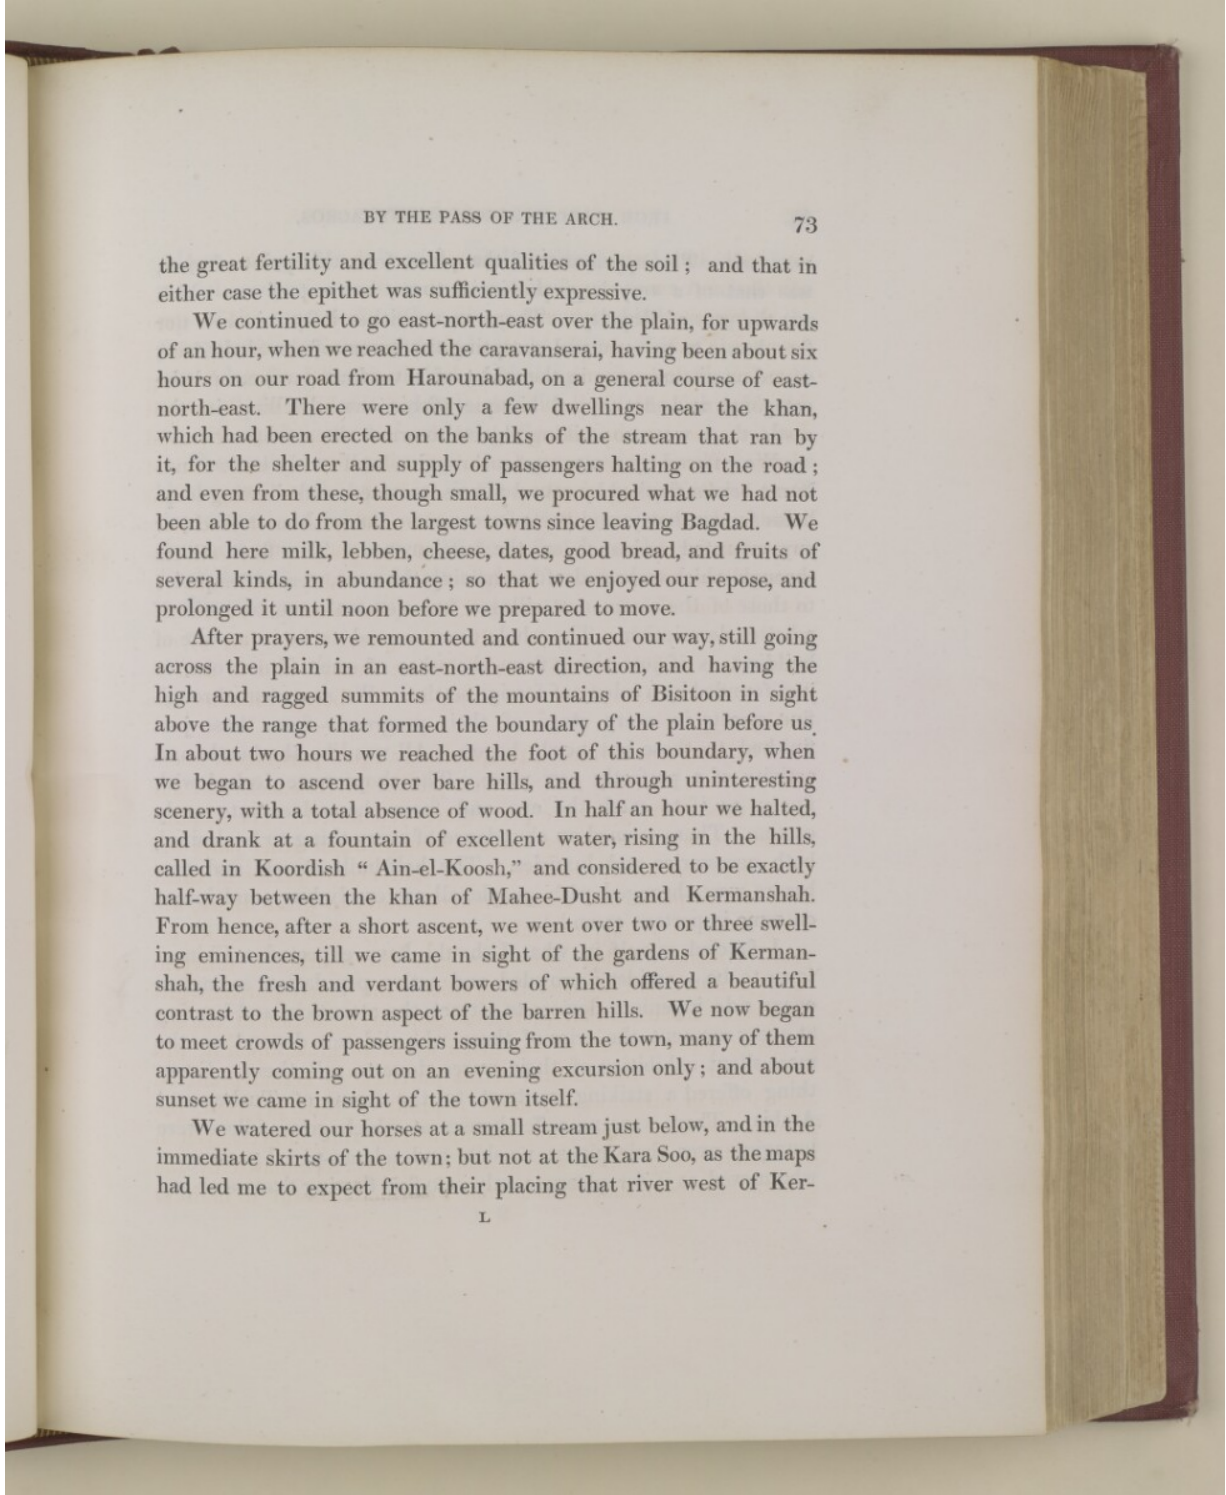 BY THE PASS OF THE ARCH. 73
the great fertility and excellent qualities of the soil ; and that in
either case the epithet was sufficiently expressive.
We continued to go east-north-east over the plain, for upwards
of an hour, when we reached the caravanserai, having been about six
hours on our road from Harounabad, on a general course of east-
north-east. There were only a few dwellings near the khan,
which had been erected on the banks of the stream that ran by
it, for the shelter and supply of passengers halting on the road ;
and even from these, though small, we procured what we had not
been able to do from the largest towns since leaving Bagdad. We
found here milk, lebben, cheese, dates, good bread, and fruits of
several kinds, in abundance ; so that we enjoyed our repose, and
prolonged it until noon before we prepared to move.
After prayers, we remounted and continued our way, still going
across the plain in an east-north-east direction, and having the
high and ragged summits of the mountains of Bisitoon in sight
above the range that formed the boundary of the plain before us.
In about two hours we reached the foot of this boundary, when
we began to ascend over bare hills, and through uninteresting
scenery, with a total absence of wood. In half an hour we halted,
and drank at a fountain of excellent water, rising in the hills,
called in Koordish “ Ain-el-Koosh,” and considered to be exactly
half-way between the khan of Mahee-Dusht and Kermanshah.
From hence, after a short ascent, we went over two or three swell-
ing eminences, till we came in sight of the gardens of Kerman-
shah, the fresh and verdant bowers of which offered a beautiful
contrast to the brown aspect of the barren hills. We now began
to meet crowds of passengers issuing from the town, many of them
apparently coming out on an evening excursion only ; and about
sunset we came in sight of the town itself.
We watered our horses at a small stream just below, and in the
immediate skirts of the town; but not at the Kara Soo, as the maps
had led me to expect from their placing that river west of Ker-
L